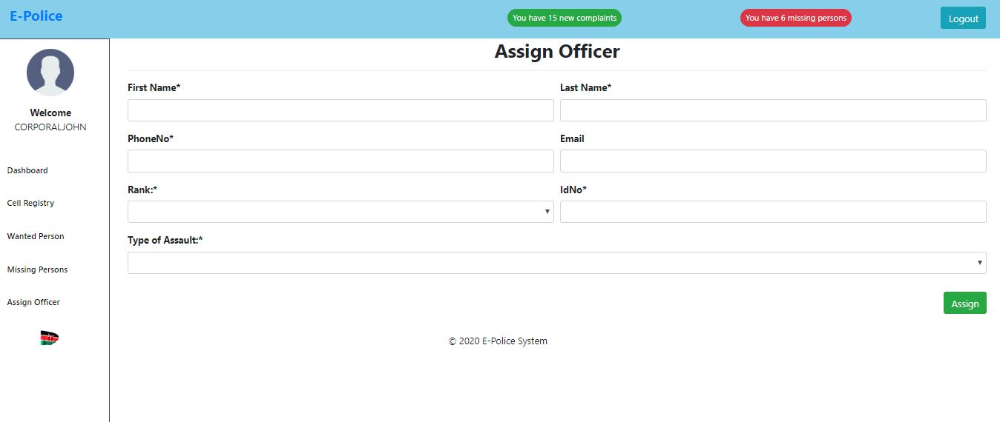 E-Police
You have 15 new complaints
You have 6 missing persons
Logout
Welcome
CORPORALJOHN
Dashboard
Cell Registry
Wanted Person
Missing Persons
Assign Officer
Assign Officer
First Name*
Last Name*
PhoneNo*
Email
Rank:*
IdNo*
Type of Assault:*
Assign
© 2020 E-Police System